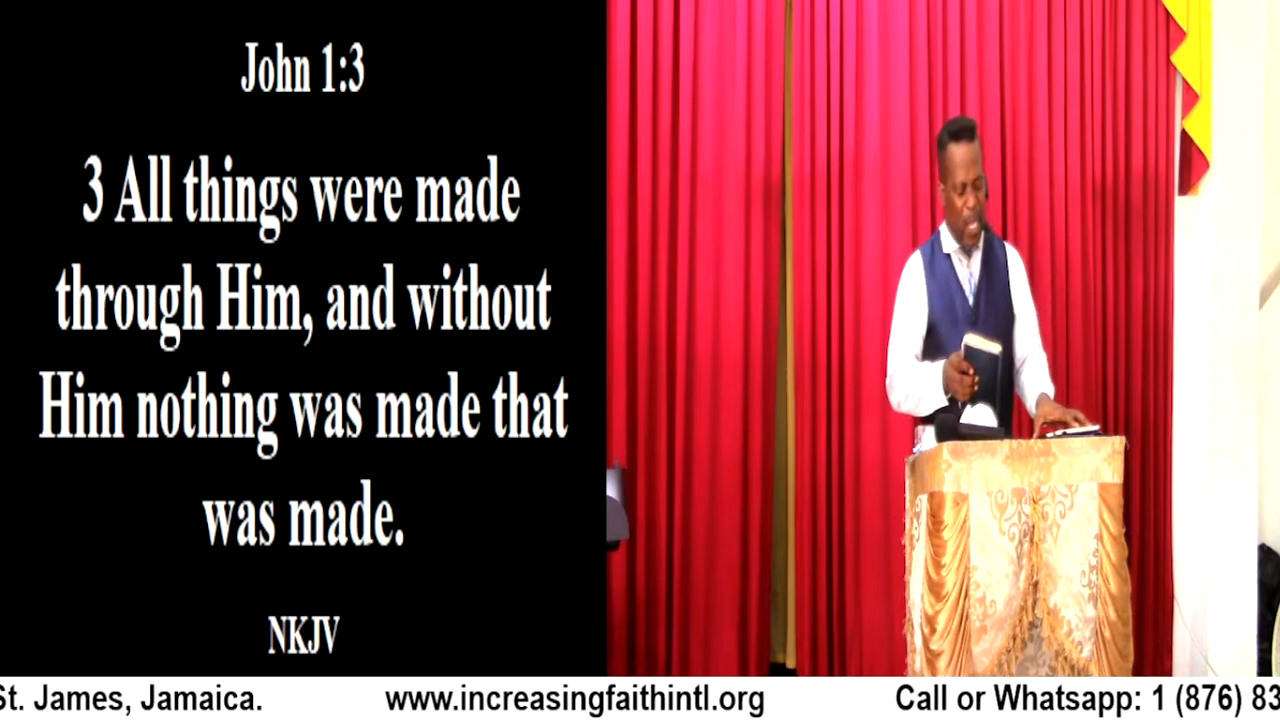 John 1:3
3 All things were made
through Him, and without
Him nothing was made that
was made.
NKJV
St. James, Jamaica. www.increasingfaithintl.org Call or Whatsapp: 1 (876) 83